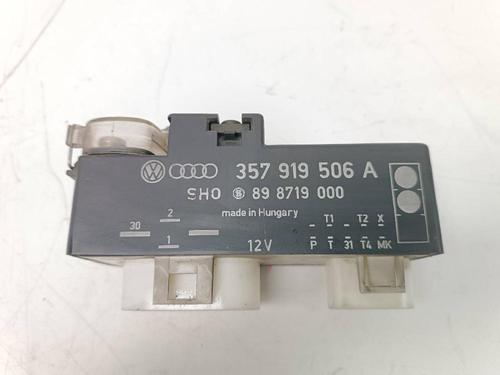 VW 357 919 506 A
SHO B 89 8719 000
made in Hungary
2
30
1
12V
T1 T2 X
P T 31 T4 MK